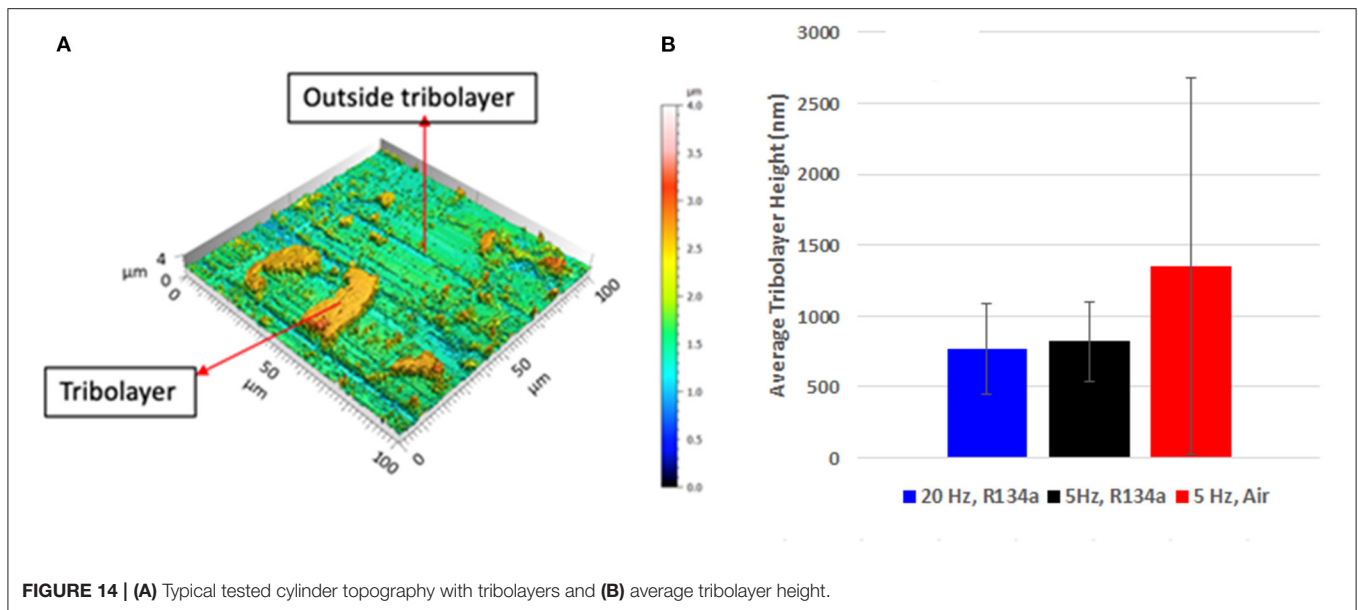 A
Outside tribolayer
Tribolayer
4
μm
0
0
50
μm
100
0
50
μm
100
μm
4.0
3.5
3.0
2.5
2.0
1.5
1.0
0.5
0.0
B
Average Tribolayer Height (nm)
3000
2500
2000
1500
1000
500
0
20 Hz, R134a 5Hz, R134a 5 Hz, Air
FIGURE 14 | (A) Typical tested cylinder topography with tribolayers and (B) average tribolayer height.